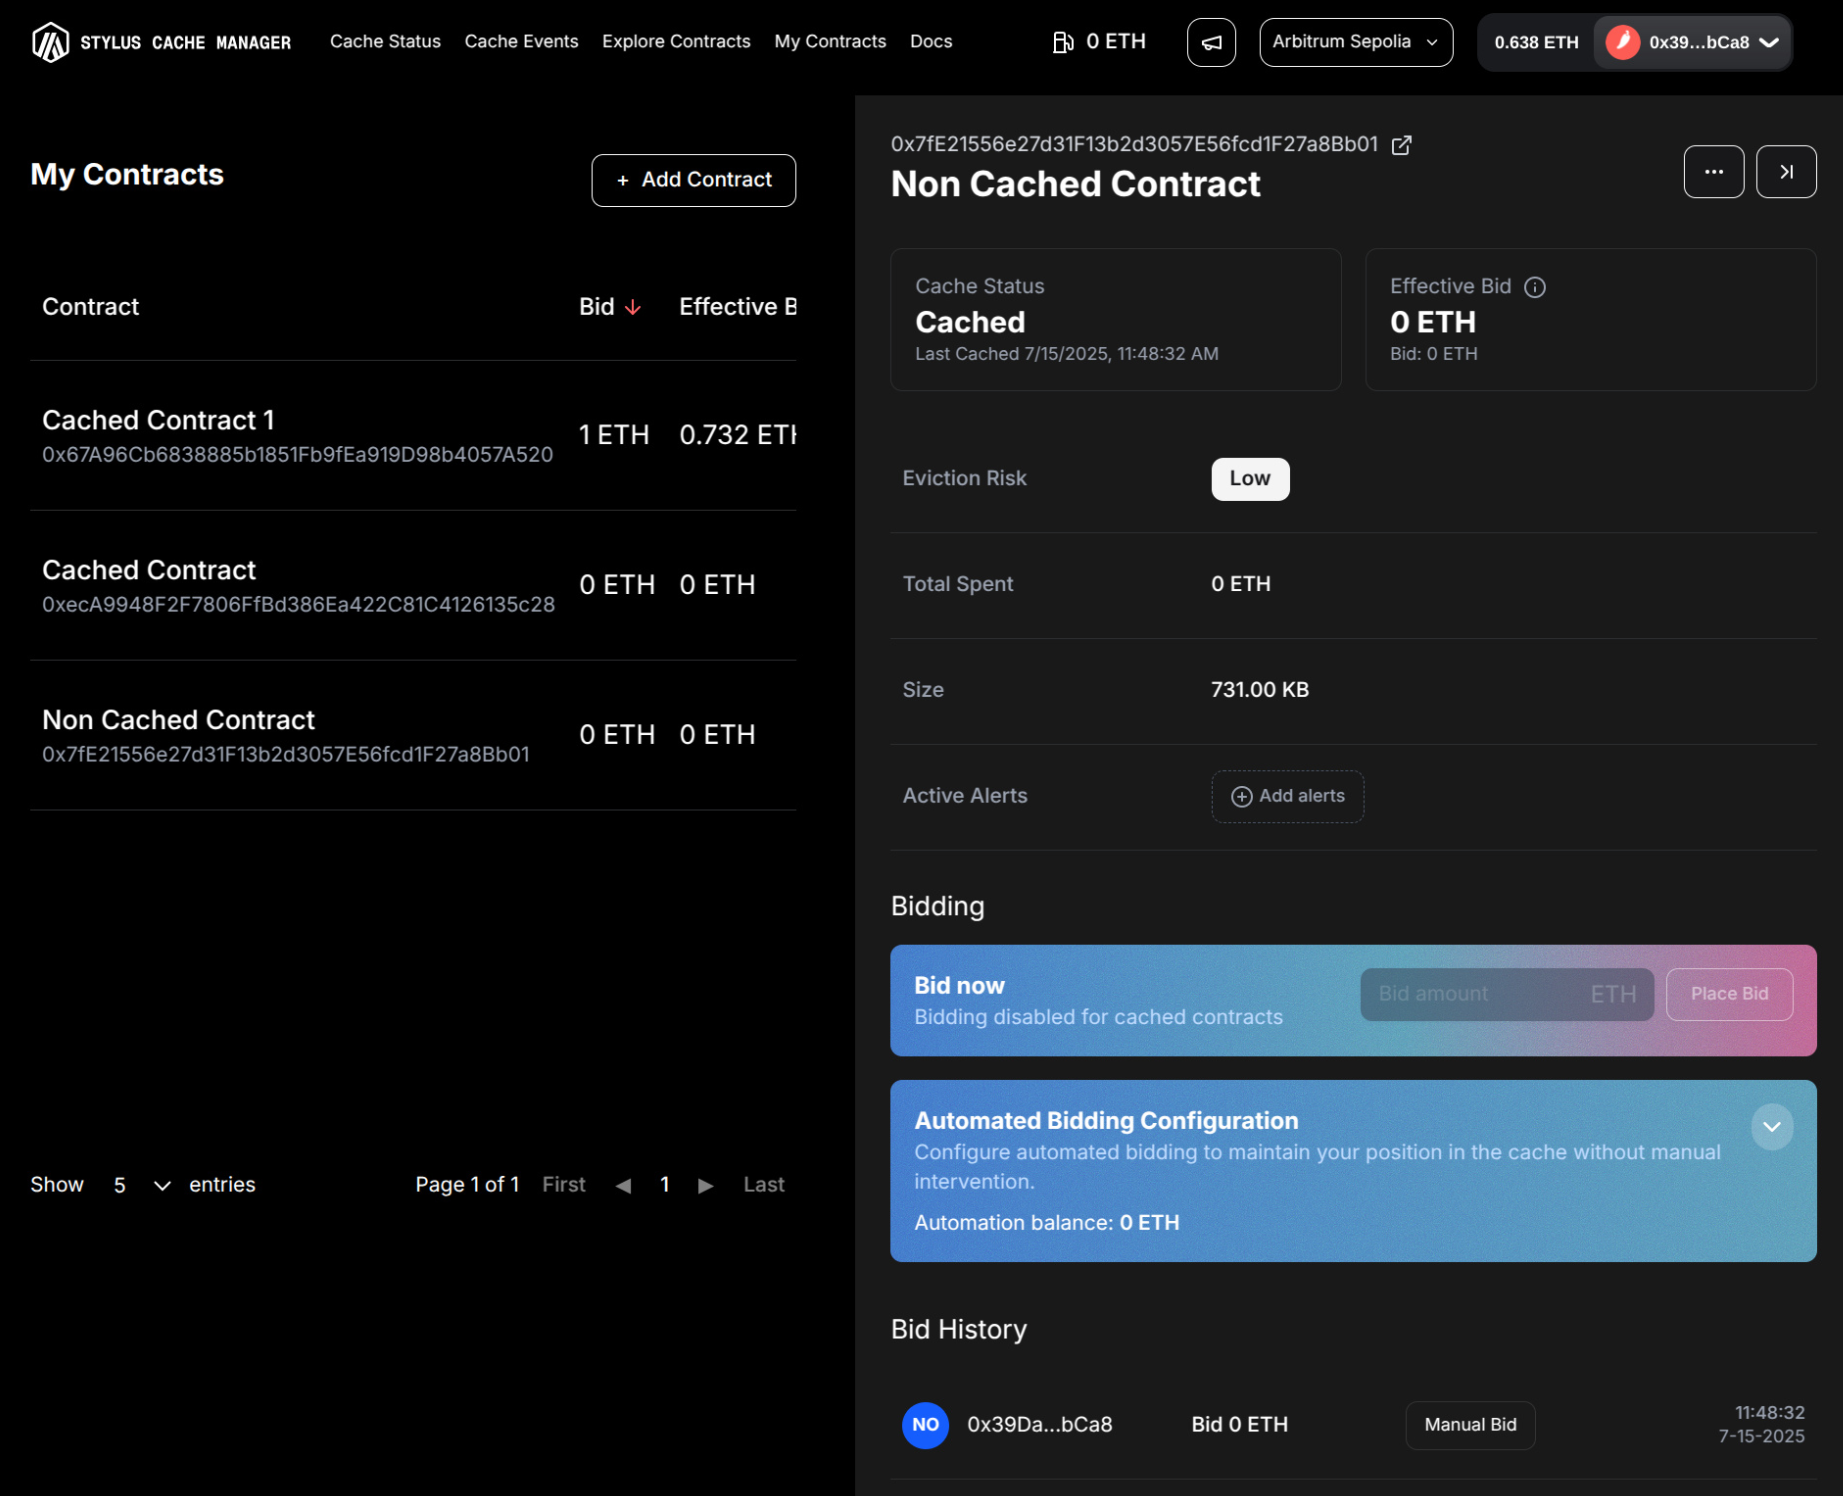 STYLUS CACHE MANAGER Cache Status Cache Events Explore Contracts My Contracts Docs 0 ETH Arbitrum Sepolia 0.638 ETH 0x39...bCa8
My Contracts
+ Add Contract
Contract Bid Effective B
Cached Contract 1
0x67A96Cb6838885b1851Fb9fEa919D98b4057A520
1 ETH 0.732 ETH
Cached Contract
0xecA9948F2F7806FfBd386Ea422C81C4126135c28
0 ETH 0 ETH
Non Cached Contract
0x7fE21556e27d31F13b2d3057E56fcd1F27a8Bb01
0 ETH 0 ETH
Show 5 entries Page 1 of 1 First 1 Last
0x7fE21556e27d31F13b2d3057E56fcd1F27a8Bb01
Non Cached Contract
Cache Status
Cached
Last Cached 7/15/2025, 11:48:32 AM
Effective Bid
0 ETH
Bid: 0 ETH
Eviction Risk Low
Total Spent 0 ETH
Size 731.00 KB
Active Alerts Add alerts
Bidding
Bid now
Bidding disabled for cached contracts
Bid amount ETH Place Bid
Automated Bidding Configuration
Configure automated bidding to maintain your position in the cache without manual
intervention.
Automation balance: 0 ETH
Bid History
NO 0x39Da...bCa8 Bid 0 ETH Manual Bid
11:48:32
7-15-2025